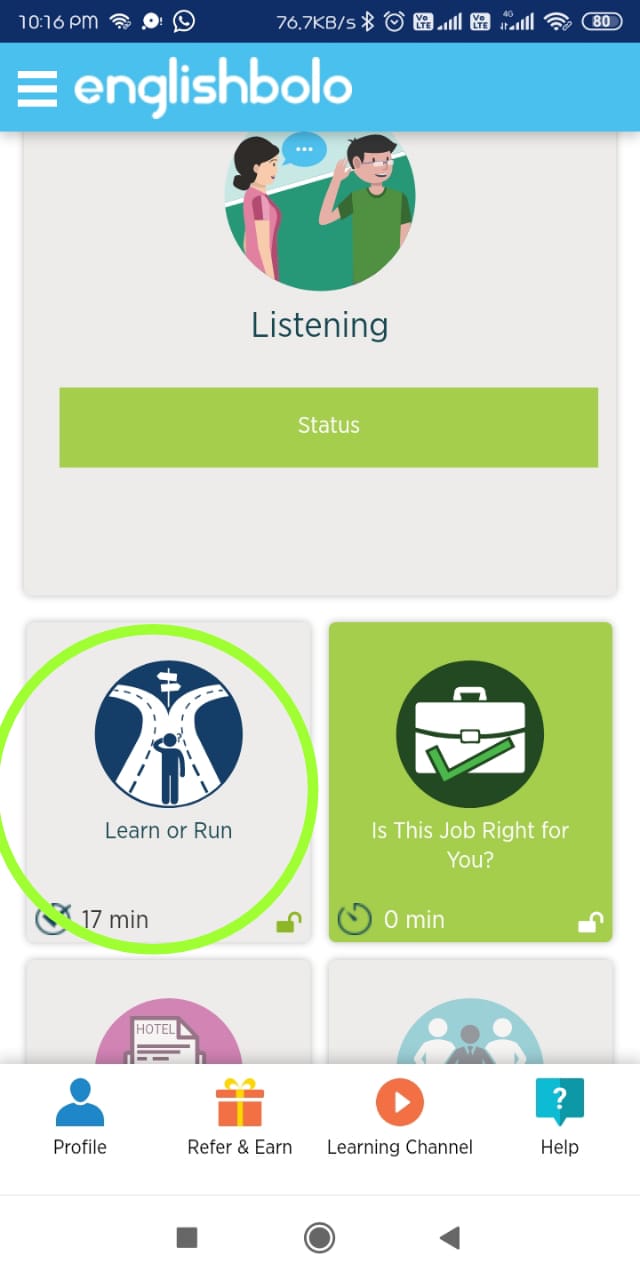 10:16 PM 76.7KB/s Vo LTE Vo LTE 4G 80
englishbolo
Listening
Status
Learn or Run
Is This Job Right for
You?
17 min
0 min
HOTEL
Profile
Refer & Earn
Learning Channel
Help